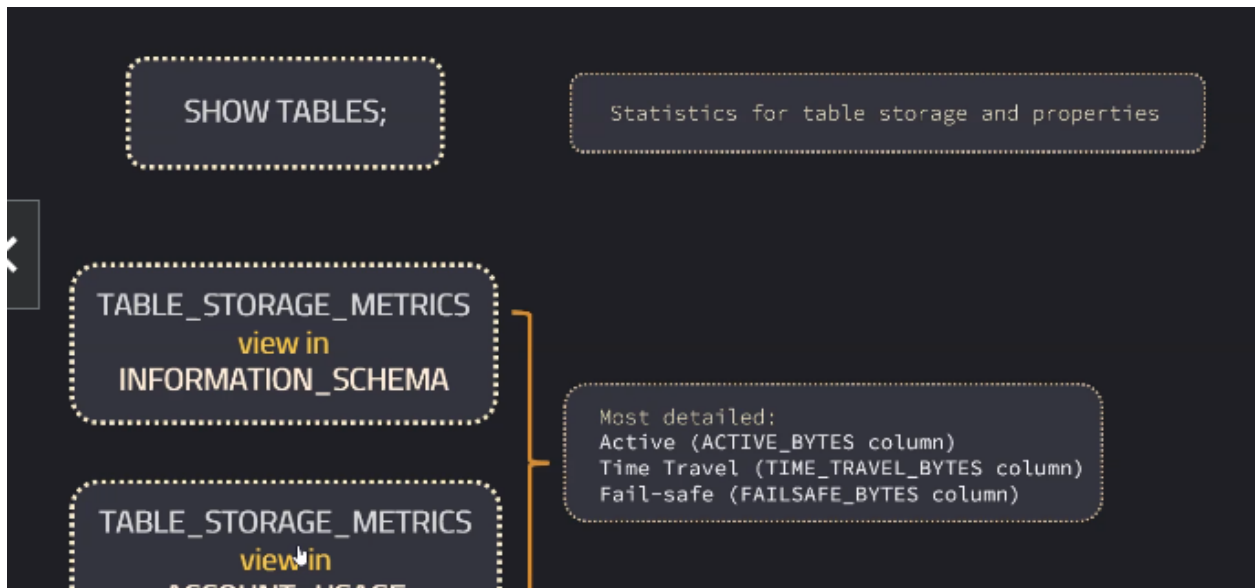 SHOW TABLES;
Statistics for table storage and properties
TABLE_STORAGE_METRICS
view in
INFORMATION_SCHEMA
Most detailed:
Active (ACTIVE_BYTES column)
Time Travel (TIME_TRAVEL_BYTES column)
Fail-safe (FAILSAFE_BYTES column)
TABLE_STORAGE_METRICS
view in
ACCOUNT_USAGE